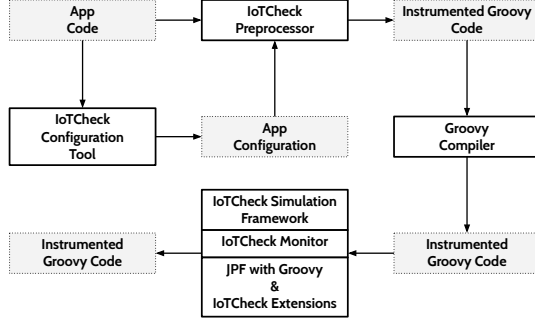 App
Code
IoTCheck
Preprocessor
Instrumented Groovy
Code
IoTCheck
Configuration
Tool
App
Configuration
Groovy
Compiler
IoTCheck Simulation
Framework
IoTCheck Monitor
JPF with Groovy
&
IoTCheck Extensions
Instrumented
Groovy Code
Instrumented
Groovy Code